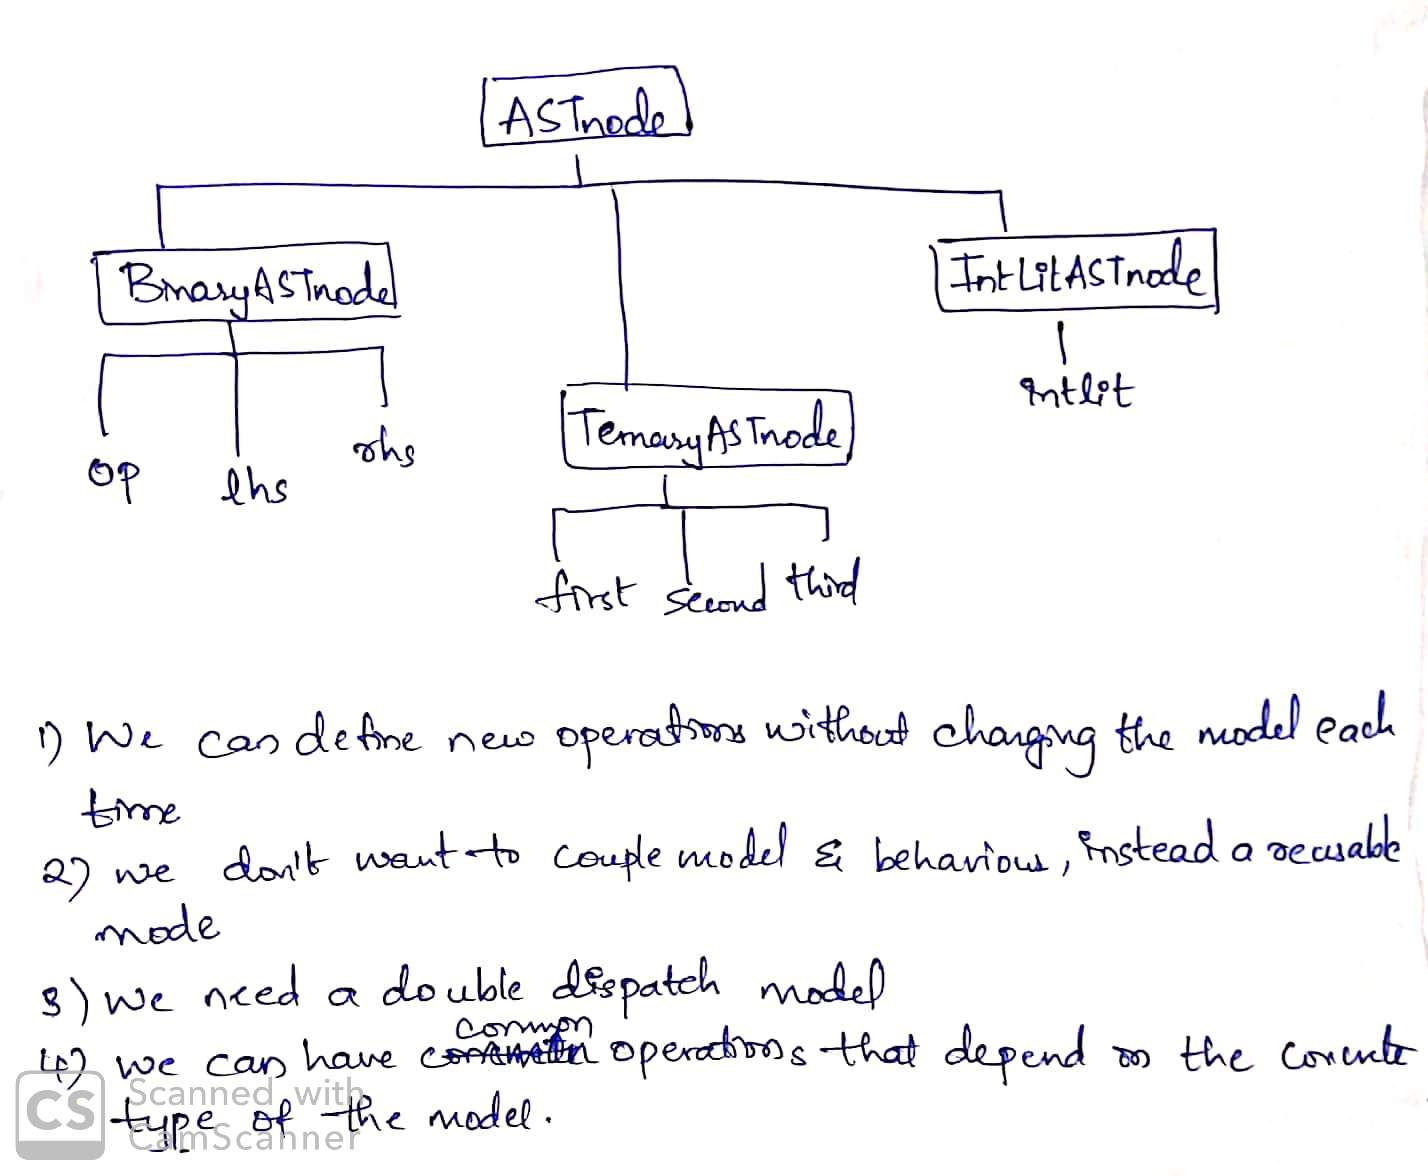 ASTnode
BinaryASTnode
IntLitASTnode
intlit
TernaryASTnode
op lhs rhs
first second third
1) We can define new operations without changing the model each
time
2) we don't want to couple model & behaviour, instead a reusable
mode
3) we need a double dispatch model
common
4) we can have operations that depend on the concrete
type of the model.
CS Scanned with
CamScanner